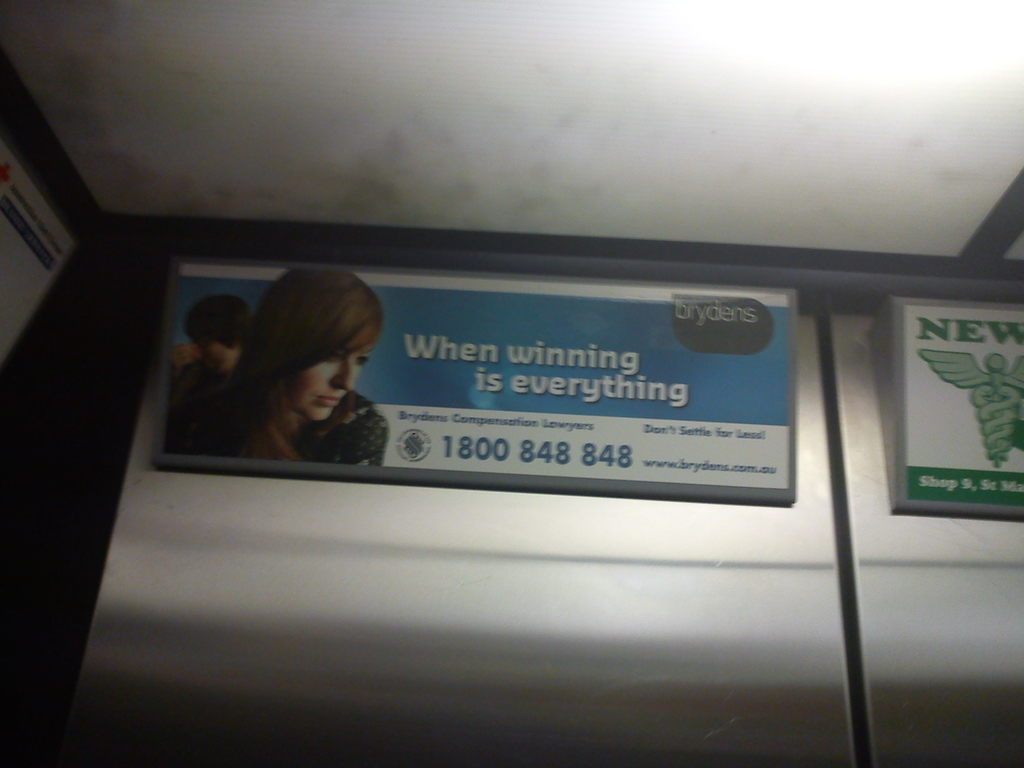 brydens
When winning
is everything
Brydens Compensation Lawyers
Don't Settle for Less!
1800 848 848
www.brydens.com.au
NEW
Shop 9, St Ma